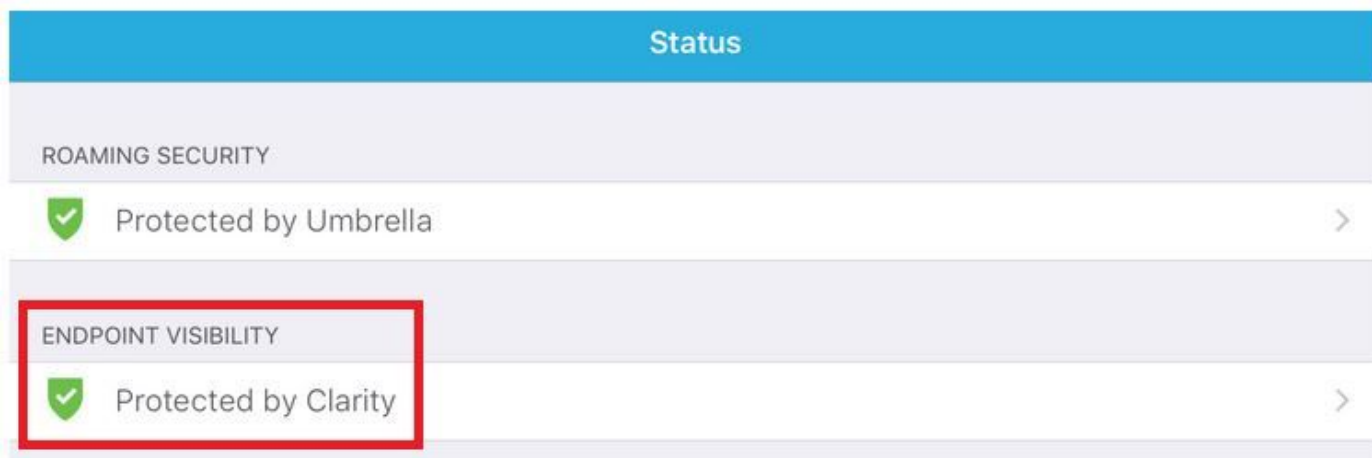 Status
ROAMING SECURITY
Protected by Umbrella
ENDPOINT VISIBILITY
Protected by Clarity